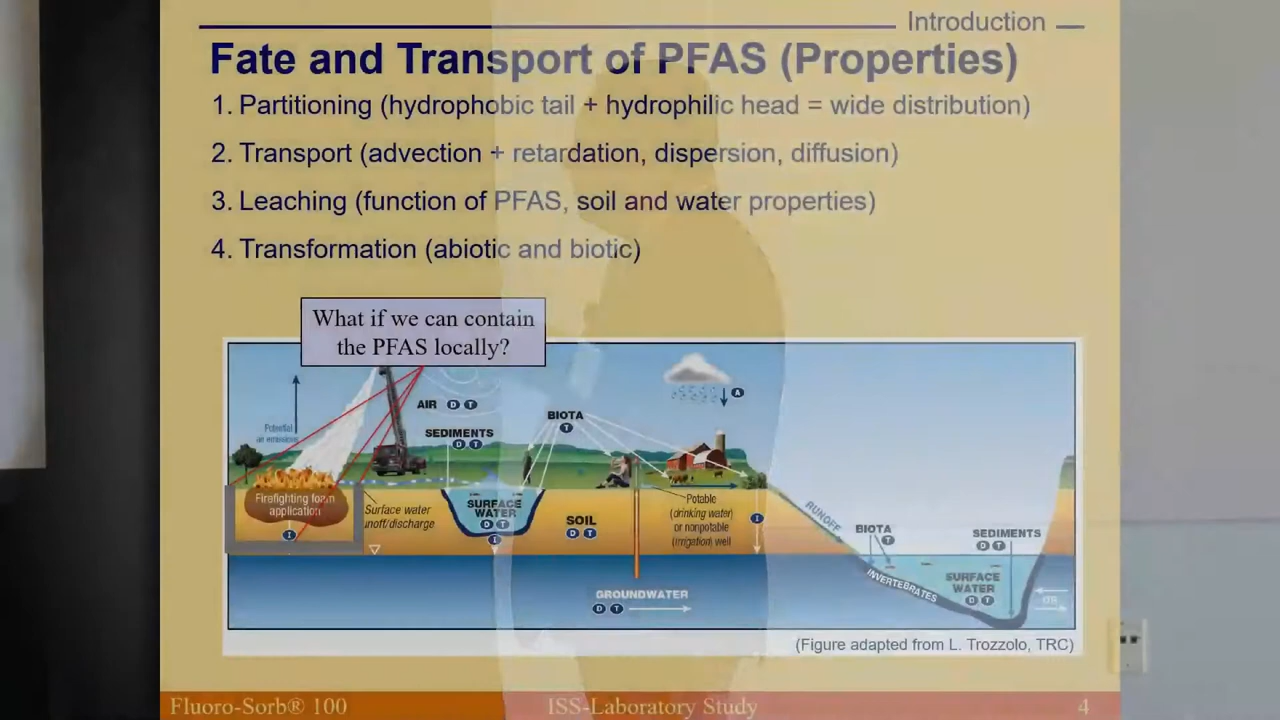 Introduction
Fate and Transport of PFAS (Properties)
1. Partitioning (hydrophobic tail + hydrophilic head = wide distribution)
2. Transport (advection + retardation, dispersion, diffusion)
3. Leaching (function of PFAS, soil and water properties)
4. Transformation (abiotic and biotic)
What if we can contain
the PFAS locally?
Potential
air emissions
AIR D T
SEDIMENTS
D T
BIOTA
T
A
Firefighting foam
application
I
Surface water
runoff/discharge
SURFACE
WATER
D T
I
SOIL
D T
Potable
(drinking water)
or nonpotable
(irrigation) well
I
GROUNDWATER
D T
RUNOFF
BIOTA
T
SEDIMENTS
D T
INVERTEBRATES
SURFACE
WATER
D T
(Figure adapted from L. Trozzolo, TRC)
Fluoro-Sorb® 100 ISS-Laboratory Study 4